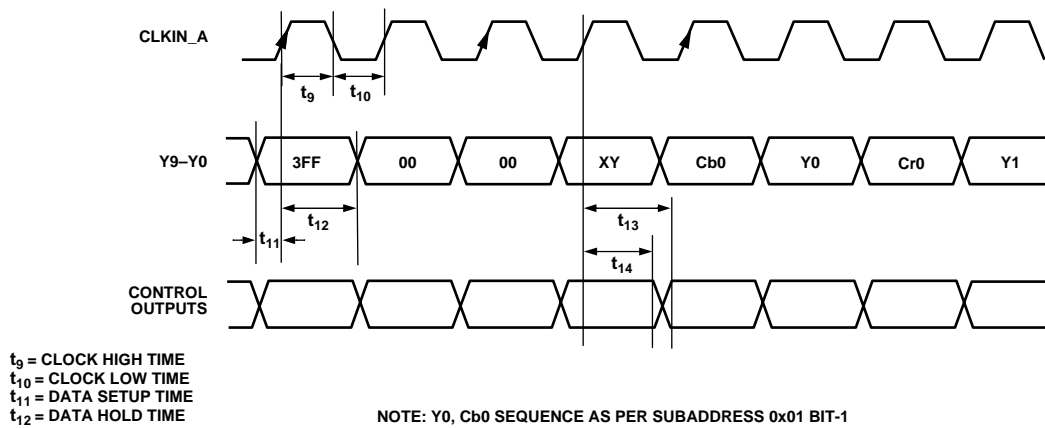 CLKIN_A
t9
t10
Y9–Y0
3FF
00
00
XY
Cb0
Y0
Cr0
Y1
t12
t13
t11
t14
CONTROL
OUTPUTS
t9 = CLOCK HIGH TIME
t10 = CLOCK LOW TIME
t11 = DATA SETUP TIME
t12 = DATA HOLD TIME
NOTE: Y0, Cb0 SEQUENCE AS PER SUBADDRESS 0x01 BIT-1